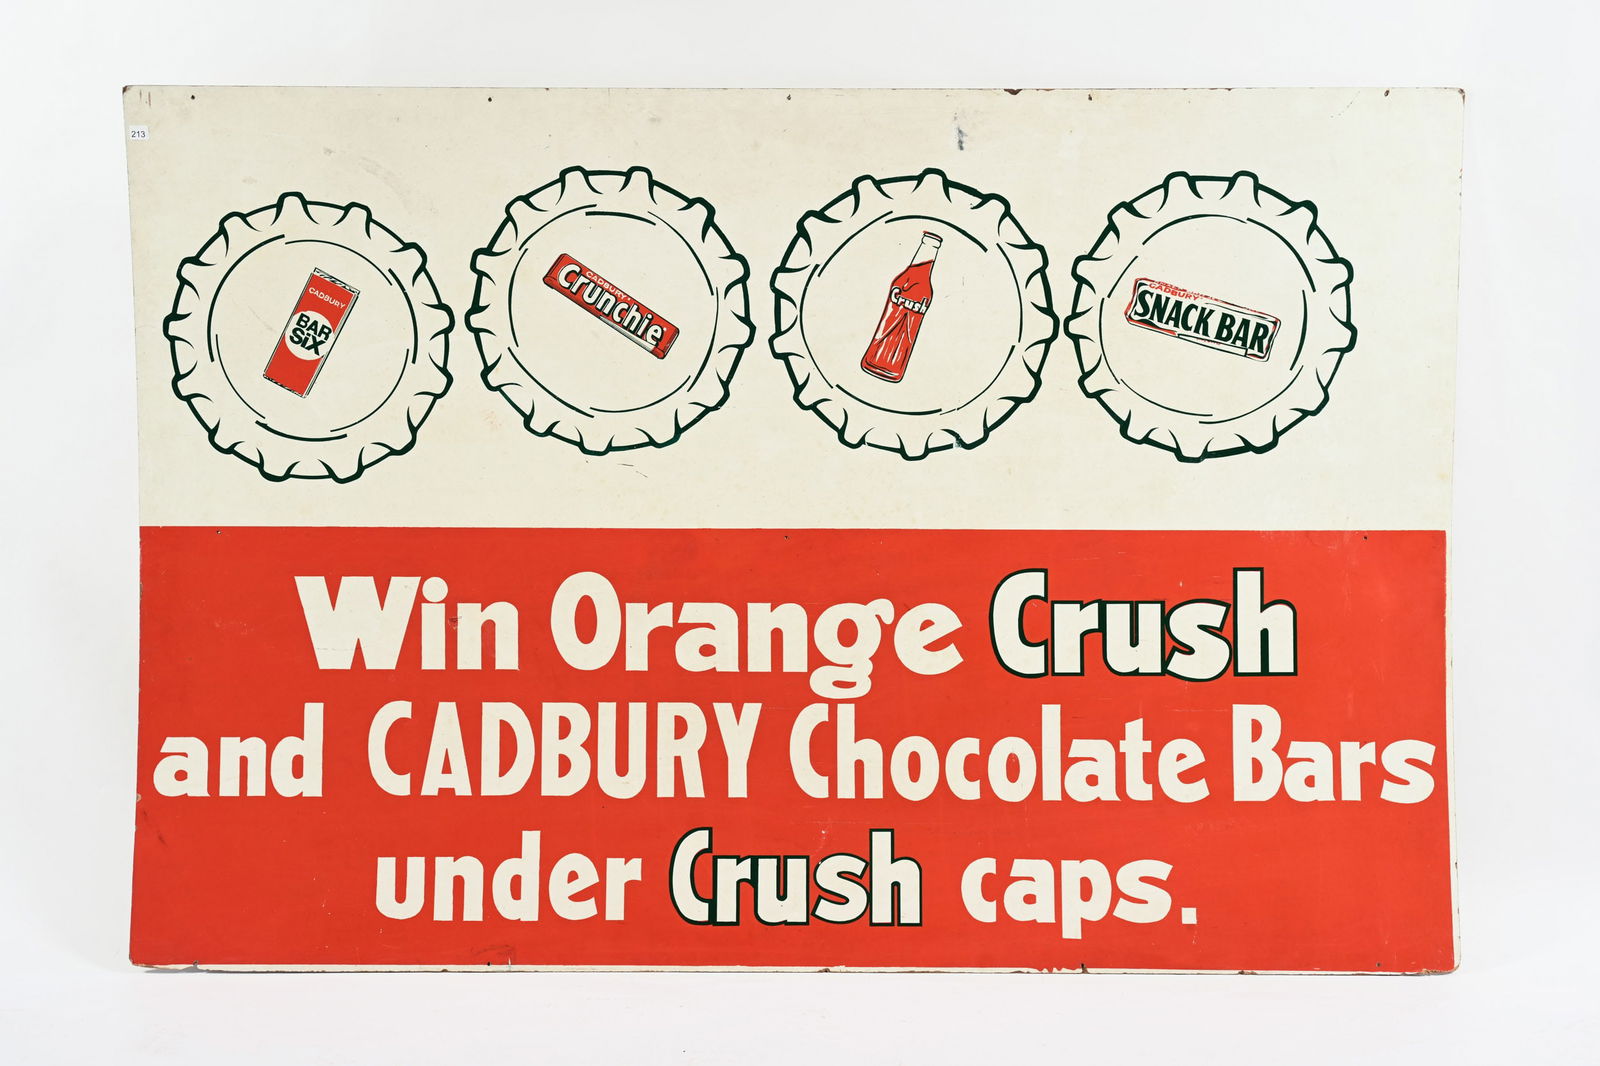 213
CADBURY
BAR
SiX
CADBURY
Crunchie
Crush
CADBURY
SNACK BAR
Win Orange Crush
and CADBURY Chocolate Bars
under Crush caps.